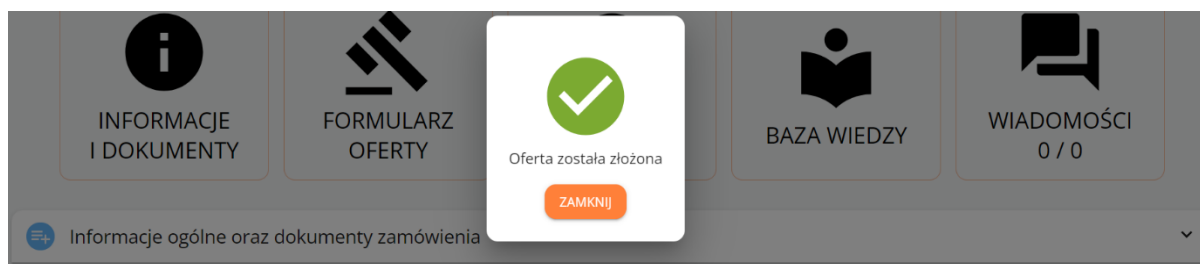 INFORMACJE
I DOKUMENTY
FORMULARZ
OFERTY
Oferta została złożona
ZAMKNIJ
BAZA WIEDZY
WIADOMOŚCI
0 / 0
Informacje ogólne oraz dokumenty zamówienia